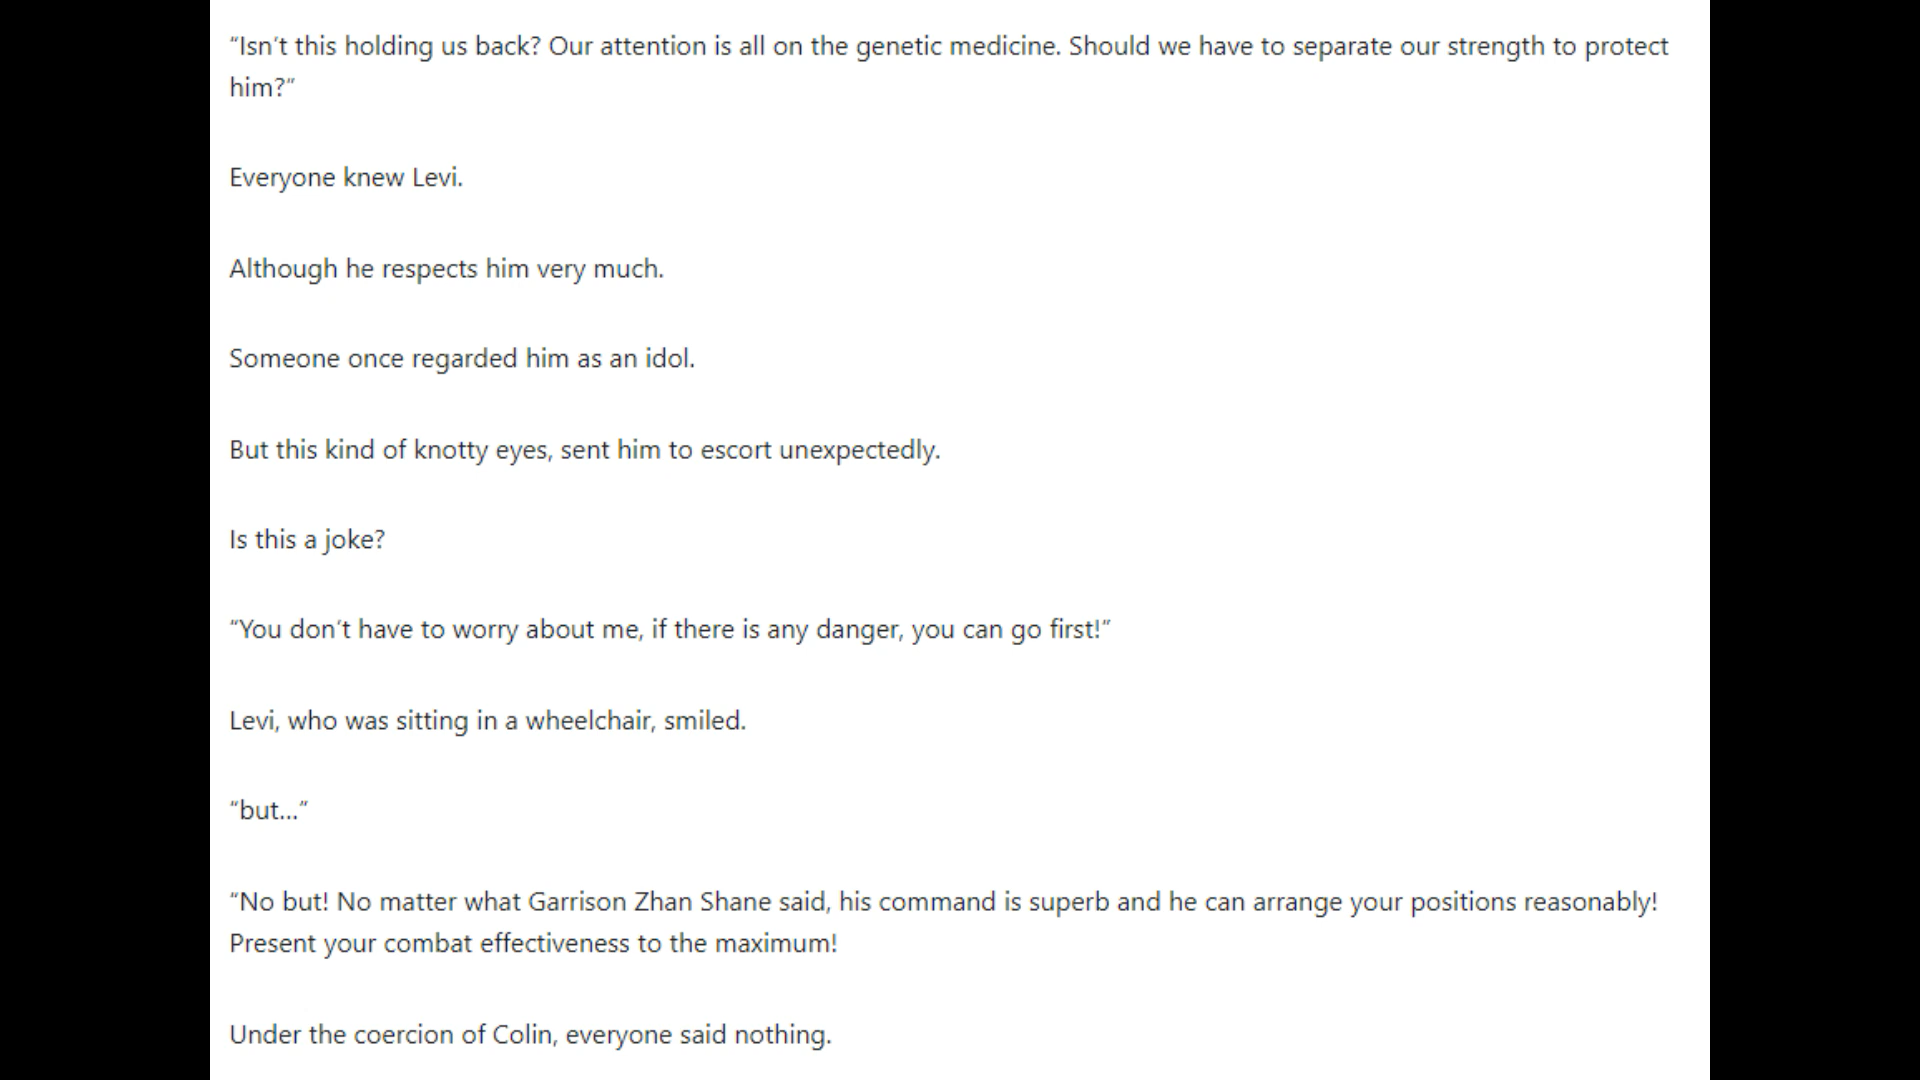 “Isn’t this holding us back? Our attention is all on the genetic medicine. Should we have to separate our strength to protect
him?”
Everyone knew Levi.
Although he respects him very much.
Someone once regarded him as an idol.
But this kind of knotty eyes, sent him to escort unexpectedly.
Is this a joke?
“You don’t have to worry about me, if there is any danger, you can go first!”
Levi, who was sitting in a wheelchair, smiled.
“but…”
“No but! No matter what Garrison Zhan Shane said, his command is superb and he can arrange your positions reasonably!
Present your combat effectiveness to the maximum!
Under the coercion of Colin, everyone said nothing.